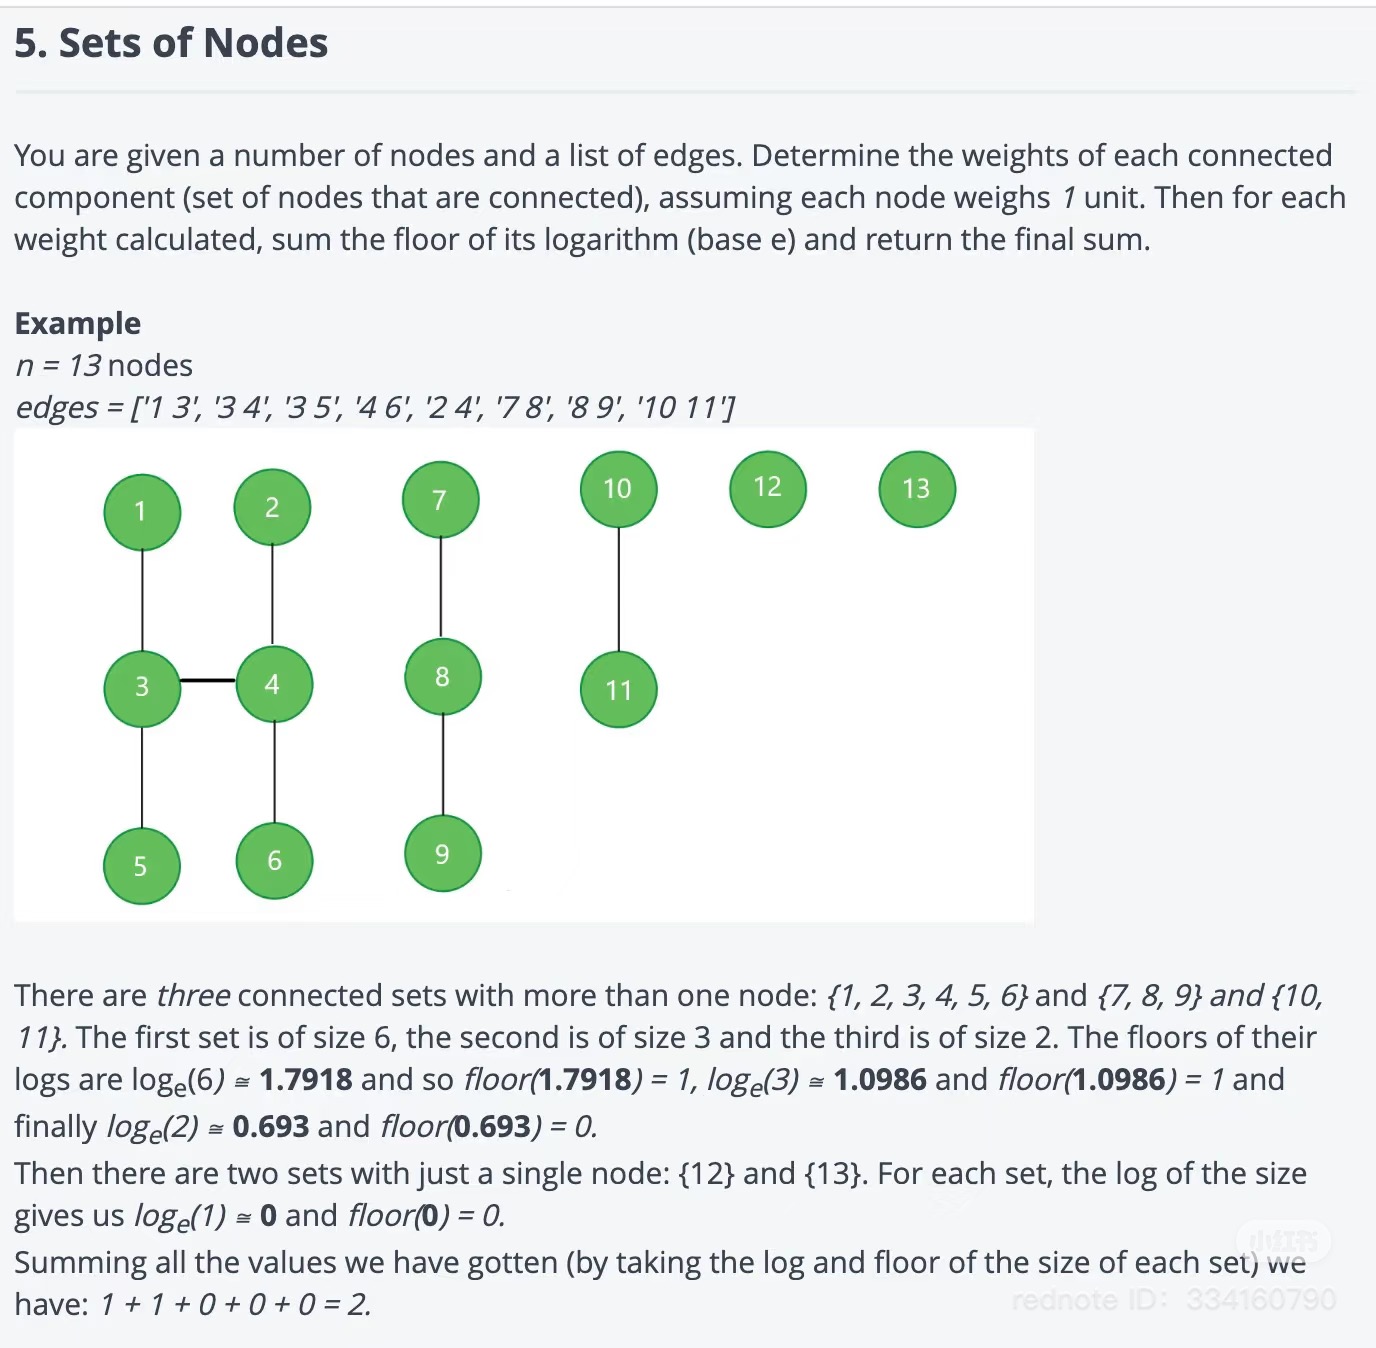 5. Sets of Nodes
You are given a number of nodes and a list of edges. Determine the weights of each connected
component (set of nodes that are connected), assuming each node weighs 1 unit. Then for each
weight calculated, sum the floor of its logarithm (base e) and return the final sum.
Example
n = 13 nodes
edges = ['1 3', '3 4', '3 5', '4 6', '2 4', '7 8', '8 9', '10 11']
1 2 7 10 12 13
3 4 8 11
5 6 9
There are three connected sets with more than one node: {1, 2, 3, 4, 5, 6} and {7, 8, 9} and {10,
11}. The first set is of size 6, the second is of size 3 and the third is of size 2. The floors of their
logs are logₑ(6) ≅ 1.7918 and so floor(1.7918) = 1, logₑ(3) ≅ 1.0986 and floor(1.0986) = 1 and
finally logₑ(2) ≅ 0.693 and floor(0.693) = 0.
Then there are two sets with just a single node: {12} and {13}. For each set, the log of the size
gives us logₑ(1) ≅ 0 and floor(0) = 0.
Summing all the values we have gotten (by taking the log and floor of the size of each set) we
have: 1 + 1 + 0 + 0 + 0 = 2.
小红书
rednote ID: 334160790